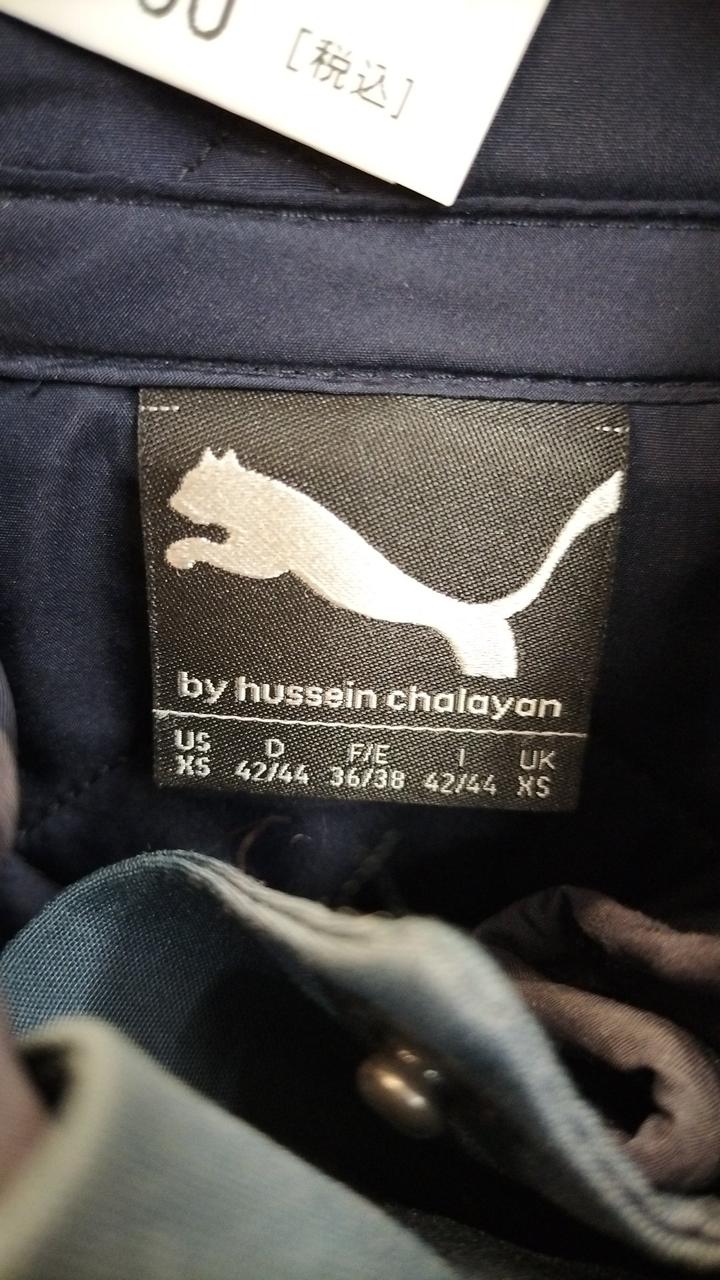 [税込]
by hussein chalayan
US D F/E I UK
XS 42/44 36/38 42/44 XS